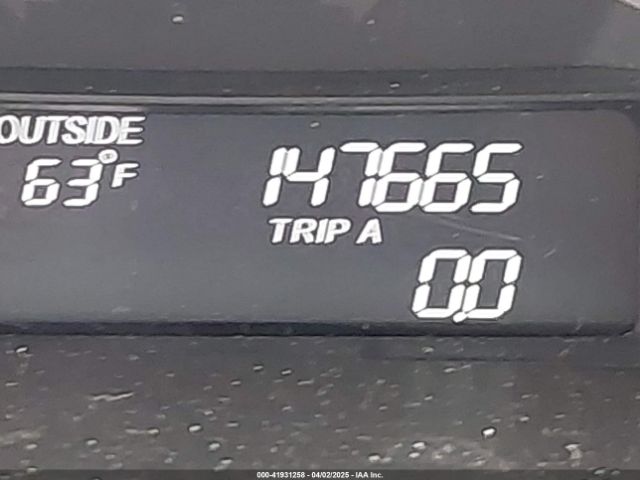 OUTSIDE
63°F
147665
TRIP A
0.0
000-41931258 - 04/02/2025 - IAA Inc.